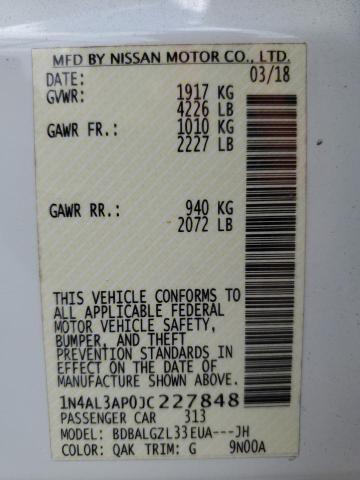 MFD BY NISSAN MOTOR CO., LTD.
DATE: 03/18
GVWR: 1917 KG
4226 LB
GAWR FR.: 1010 KG
2227 LB
GAWR RR.: 940 KG
2072 LB
THIS VEHICLE CONFORMS TO
ALL APPLICABLE FEDERAL
MOTOR VEHICLE SAFETY,
BUMPER, AND THEFT
PREVENTION STANDARDS IN
EFFECT ON THE DATE OF
MANUFACTURE SHOWN ABOVE.
1N4AL3AP0JC227848
PASSENGER CAR 313
MODEL: BDBALGZL33EUA---JH
COLOR: QAK TRIM: G 9N00A